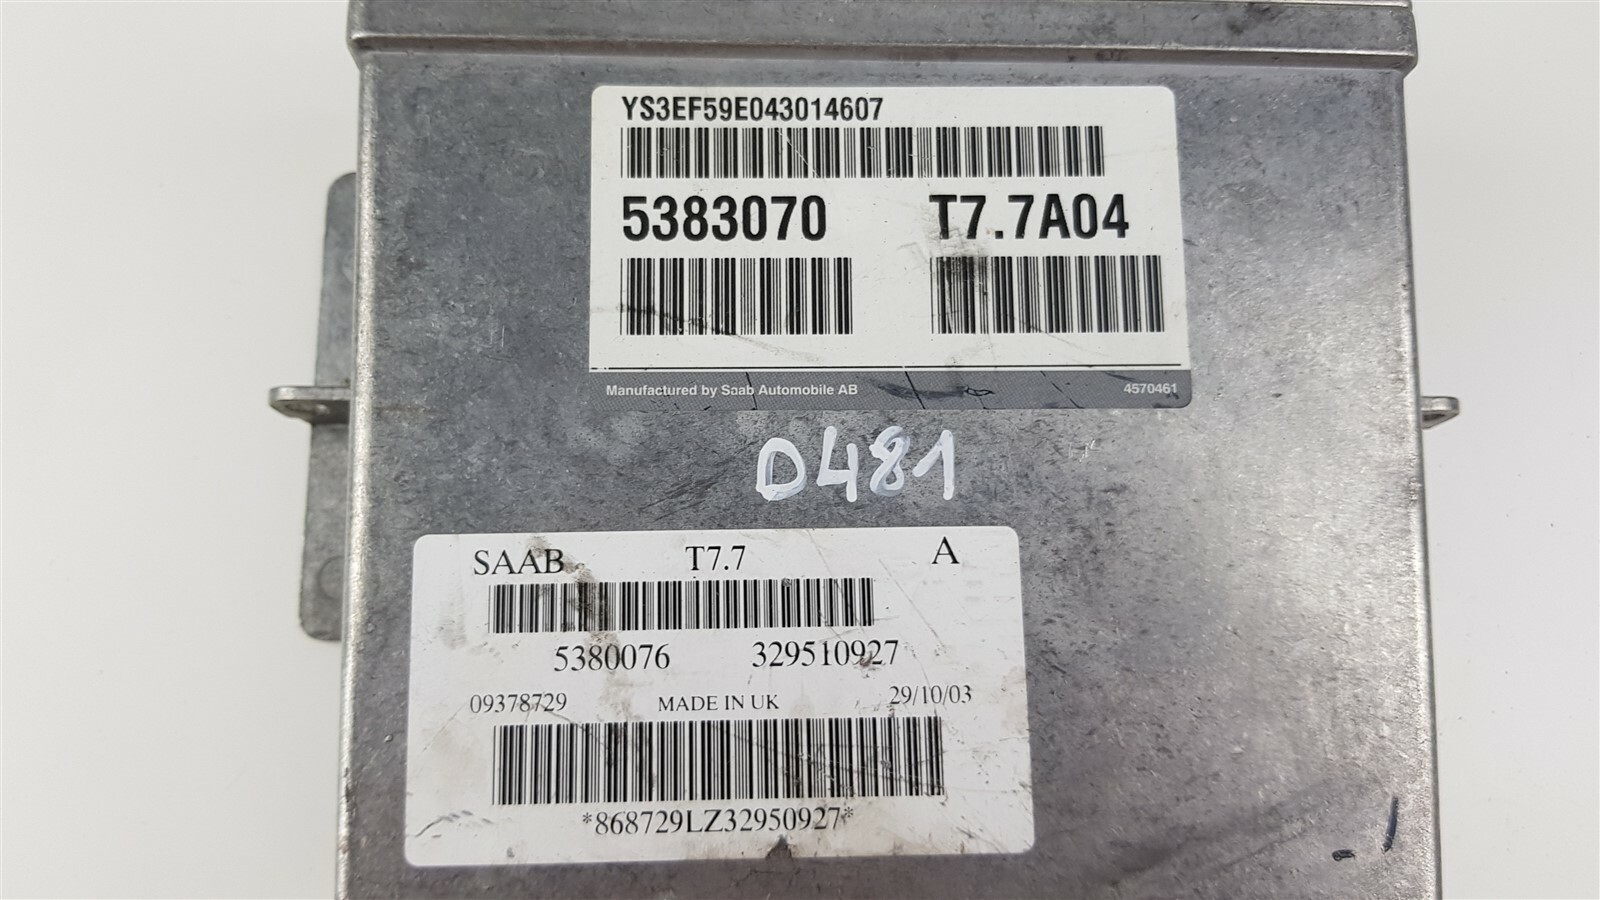 YS3EF59E043014607
5383070 T7.7A04
Manufactured by Saab Automobile AB 4570461
D481
SAAB T7.7 A
5380076 329510927
09378729 MADE IN UK 29/10/03
*868729LZ32950927*